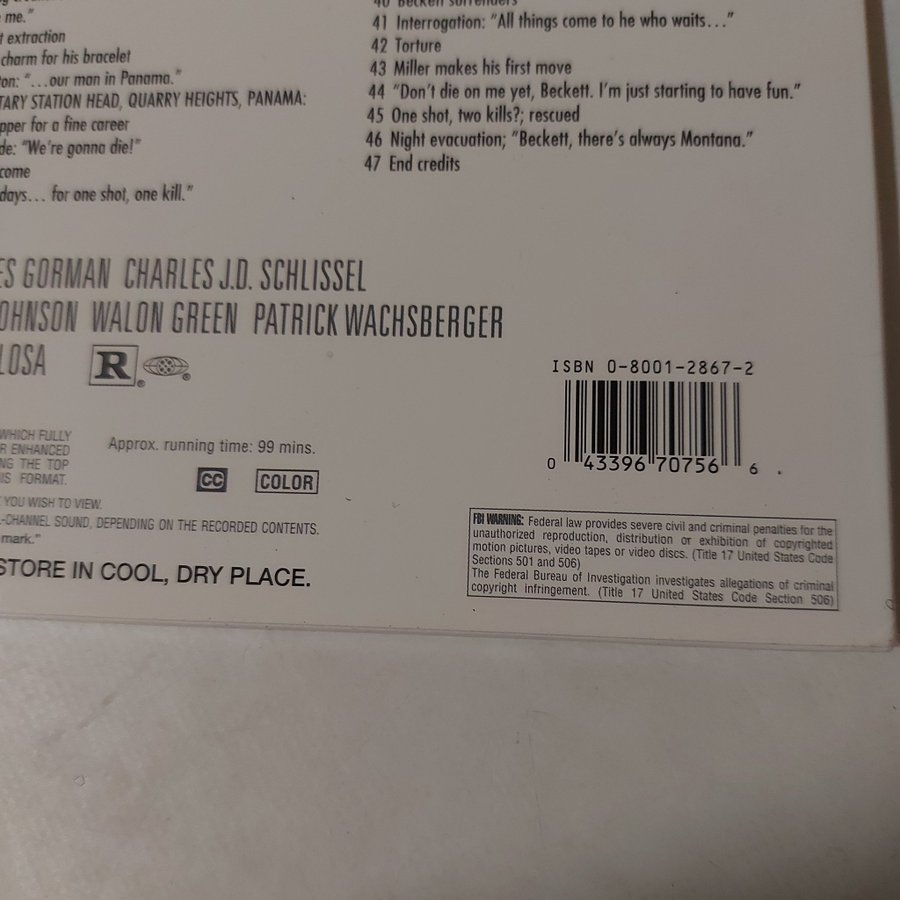 me."
extraction
charm for his bracelet
"...our man in Panama."
STATION HEAD, QUARRY HEIGHTS, PANAMA:
for a fine career
"We're gonna die!"
come
days... for one shot, one kill."
40 Beckett surrenders
41 Interrogation: "All things come to he who waits..."
42 Torture
43 Miller makes his first move
44 "Don't die on me yet, Beckett. I'm just starting to have fun."
45 One shot, two kills?; rescued
46 Night evacuation; "Beckett, there's always Montana."
47 End credits
GORMAN CHARLES J.D. SCHLISSEL
OHNSON WALON GREEN PATRICK WACHSBERGER
LOSA R
WHICH FULLY
R ENHANCED
NG THE TOP
IS FORMAT.
YOU WISH TO VIEW.
-CHANNEL SOUND, DEPENDING ON THE RECORDED CONTENTS.
mark."
STORE IN COOL, DRY PLACE.
Approx. running time: 99 mins.
CC COLOR
ISBN 0-8001-2867-2
0 43396 70756 6
FBI WARNING: Federal law provides severe civil and criminal penalties for the
unauthorized reproduction, distribution or exhibition of copyrighted
motion pictures, video tapes or video discs. (Title 17 United States Code
Sections 501 and 506)
The Federal Bureau of Investigation investigates allegations of criminal
copyright infringement. (Title 17 United States Code Section 506)